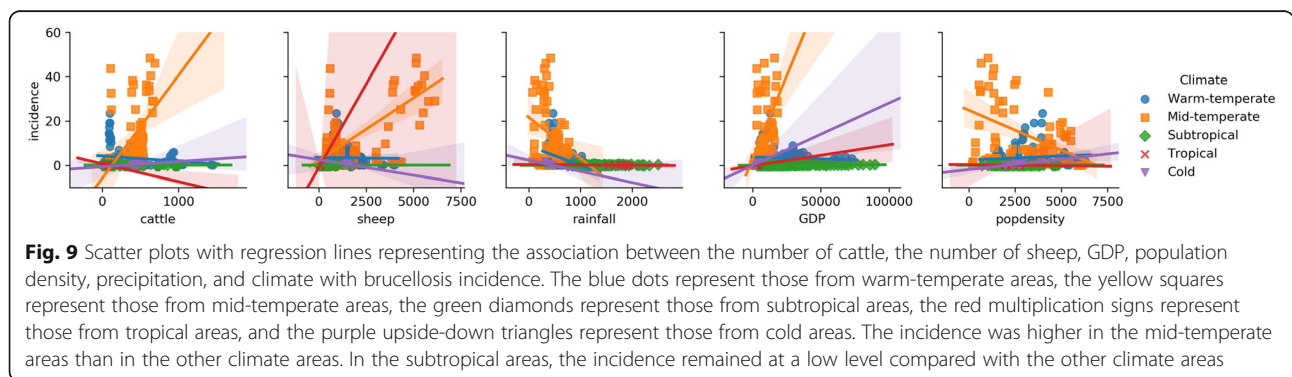 60
40
20
0
incidence
0 1000
cattle
0 2500 5000 7500
sheep
0 1000 2000
rainfall
0 50000 100000
GDP
0 2500 5000 7500
popdensity
Climate
Warm-temperate
Mid-temperate
Subtropical
Tropical
Cold
Fig. 9 Scatter plots with regression lines representing the association between the number of cattle, the number of sheep, GDP, population
density, precipitation, and climate with brucellosis incidence. The blue dots represent those from warm-temperate areas, the yellow squares
represent those from mid-temperate areas, the green diamonds represent those from subtropical areas, the red multiplication signs represent
those from tropical areas, and the purple upside-down triangles represent those from cold areas. The incidence was higher in the mid-temperate
areas than in the other climate areas. In the subtropical areas, the incidence remained at a low level compared with the other climate areas